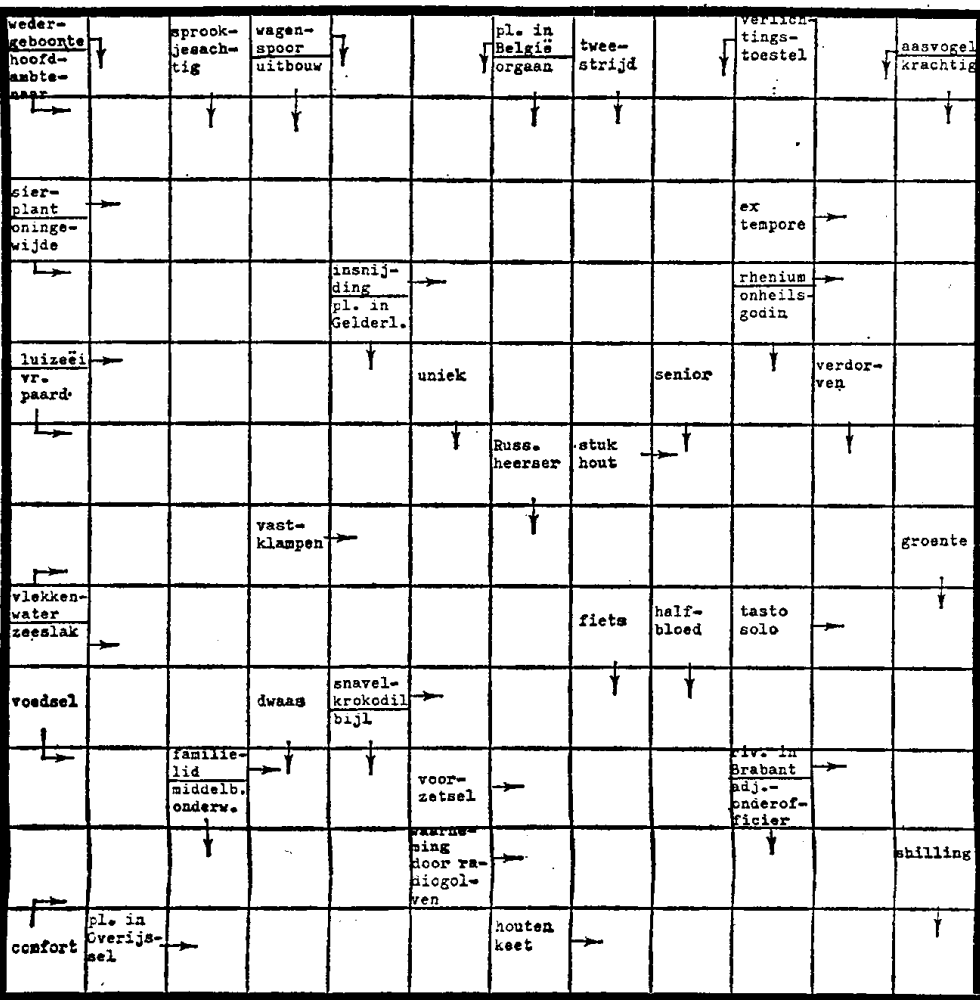 weder-
geboonte
hoofd-
ambte-
naar
sprook-
jesach-
tig
wagen-
spoor
uitbouw
pl. in
België
orgaan
twee-
strijd
verlich-
tings-
toestel
aasvogel
krachtig
sier-
plant
oninge-
wijde
ex
tempore
insnij-
ding
pl. in
Gelderl.
rhenium
onheils-
godin
luizeëi
vr.
paard
uniek
senior
verdor-
ven
Russ.
heerser
stuk
hout
vast-
klampen
groente
vlekken-
water
zeeslak
fiets
half-
bloed
tasto
solo
voedsel
dwaas
snavel-
krokodil
bijl
familie-
lid
middelb.
onderw.
voor-
zetsel
riv. in
Brabant
adj.-
onderof-
ficier
waarne-
ming
door ra-
diogol-
ven
shilling
comfort
pl. in
Overijs-
sel
houten
keet